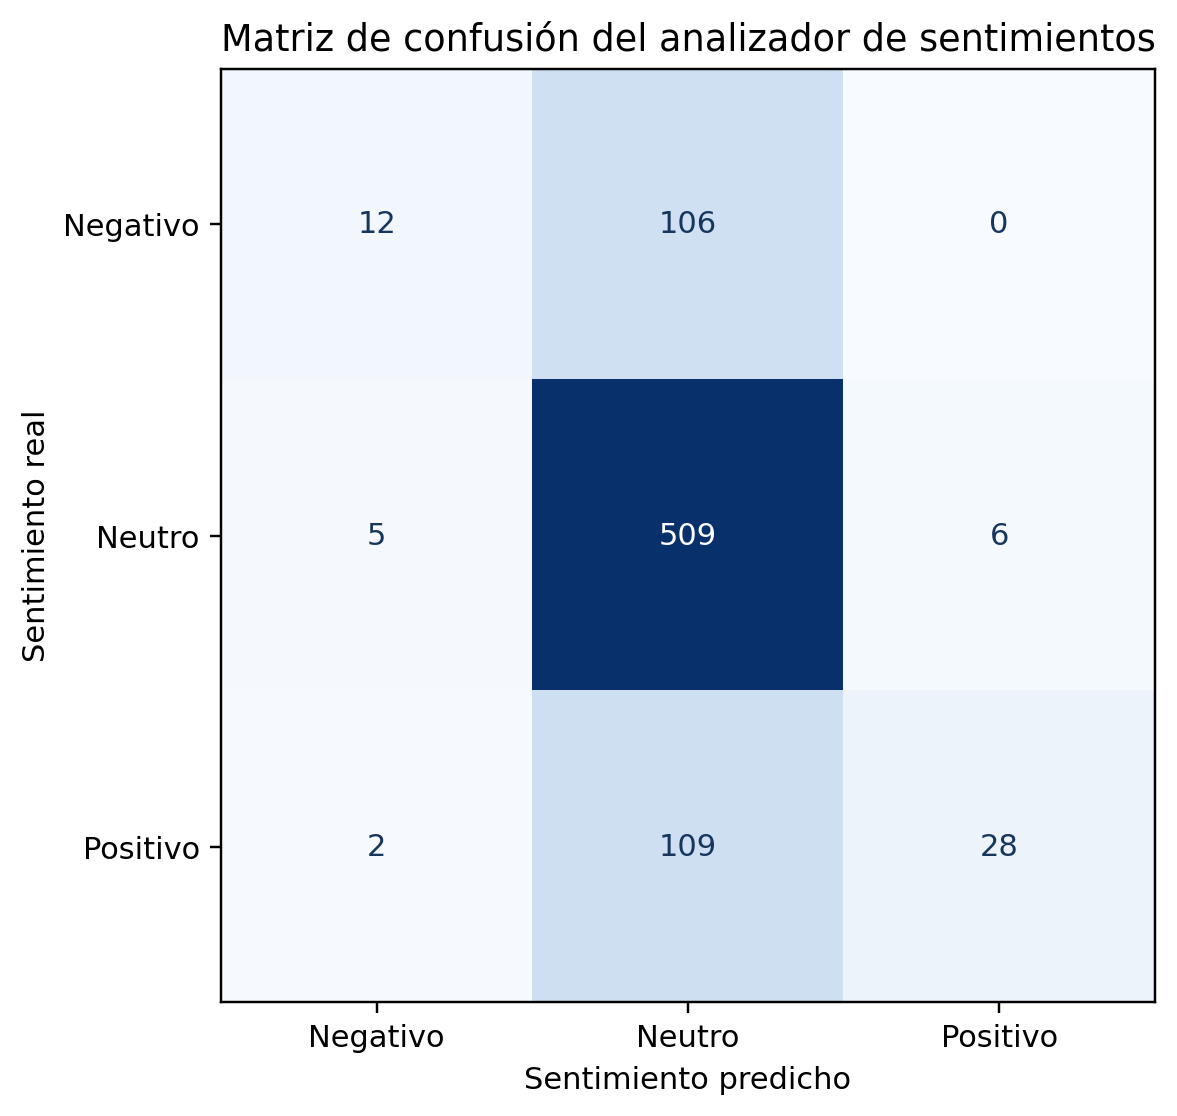 Matriz de confusión del analizador de sentimientos
Sentimiento real
Negativo
12
106
0
Neutro
5
509
6
Positivo
2
109
28
Negativo
Neutro
Positivo
Sentimiento predicho